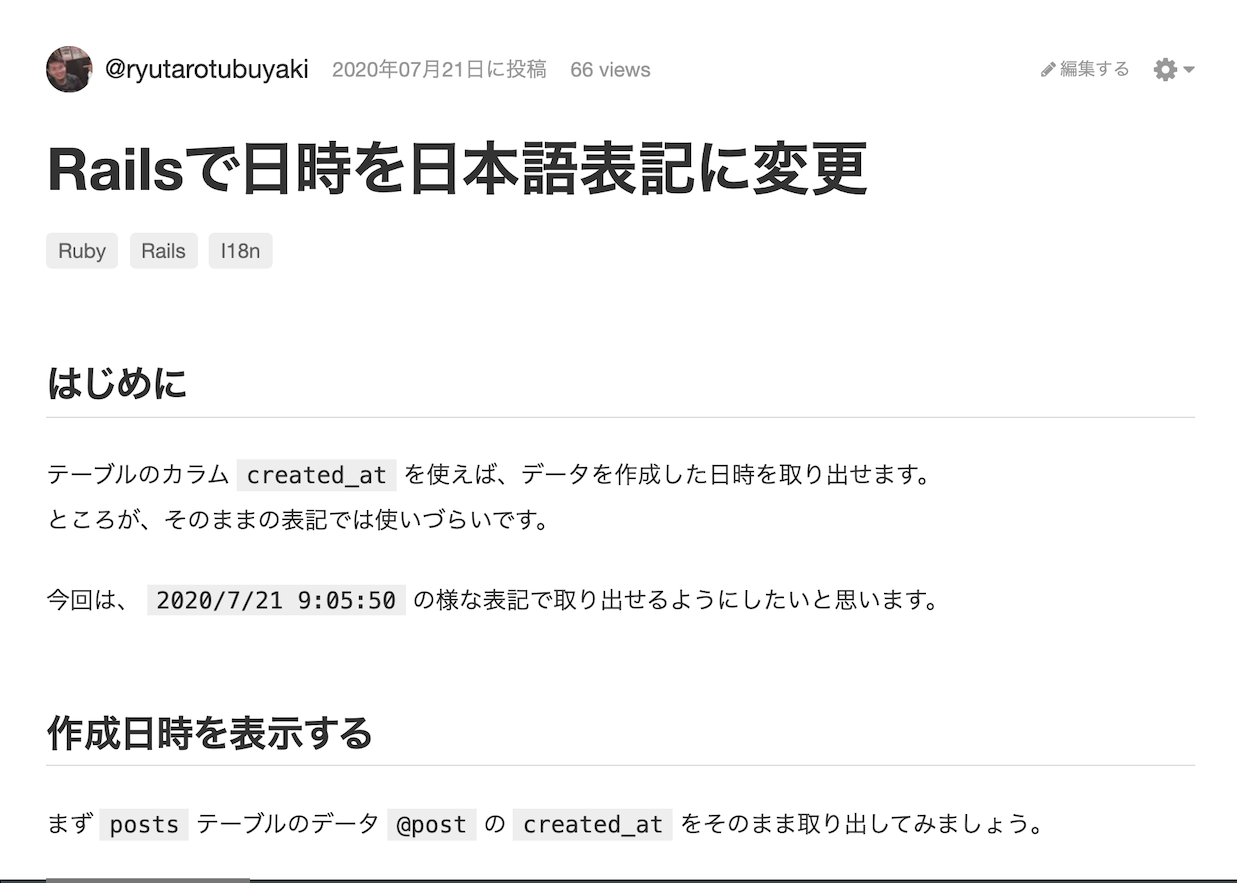 @ryutarotubuyaki 2020年07月21日に投稿 66 views 編集する
Railsで日時を日本語表記に変更
Ruby Rails I18n
はじめに
テーブルのカラム created_at を使えば、データを作成した日時を取り出せます。
ところが、そのままの表記では使いづらいです。
今回は、 2020/7/21 9:05:50 の様な表記で取り出せるようにしたいと思います。
作成日時を表示する
まず posts テーブルのデータ @post の created_at をそのまま取り出してみましょう。